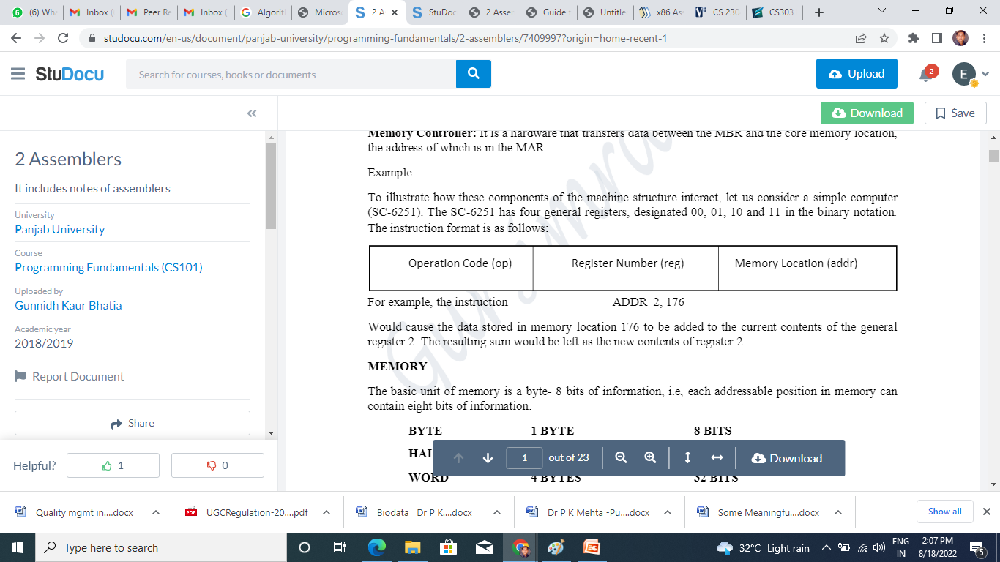 6 (6) Wha
Inbox (
Peer Re
Inbox (
Algorit
Micros
2 A
StuDoc
2 Asser
Guide t
Untitle
x86 As
CS 230
CS303
studocu.com/en-us/document/panjab-university/programming-fundamentals/2-assemblers/7409997?origin=home-recent-1
StuDocu
Search for courses, books or documents
Upload
2
E
Download
Save
2 Assemblers
It includes notes of assemblers
University
Panjab University
Course
Programming Fundamentals (CS101)
Uploaded by
Gunnidh Kaur Bhatia
Academic year
2018/2019
Report Document
Share
Helpful?
1
0
Memory Controller: It is a hardware that transfers data between the MBR and the core memory location,
the address of which is in the MAR.
Example:
To illustrate how these components of the machine structure interact, let us consider a simple computer
(SC-6251). The SC-6251 has four general registers, designated 00, 01, 10 and 11 in the binary notation.
The instruction format is as follows:
Operation Code (op) Register Number (reg) Memory Location (addr)
For example, the instruction ADDR 2, 176
Would cause the data stored in memory location 176 to be added to the current contents of the general
register 2. The resulting sum would be left as the new contents of register 2.
MEMORY
The basic unit of memory is a byte- 8 bits of information, i.e, each addressable position in memory can
contain eight bits of information.
BYTE 1 BYTE 8 BITS
HAL
WORD 4 BYTES 32 BITS
1 out of 23
Download
Quality mgmt in....docx
UGCRegulation-20....pdf
Biodata Dr P K....docx
Dr P K Mehta -Pu....docx
Some Meaningfu....docx
Show all
Type here to search
32°C Light rain
ENG
IN
2:07 PM
8/18/2022
5